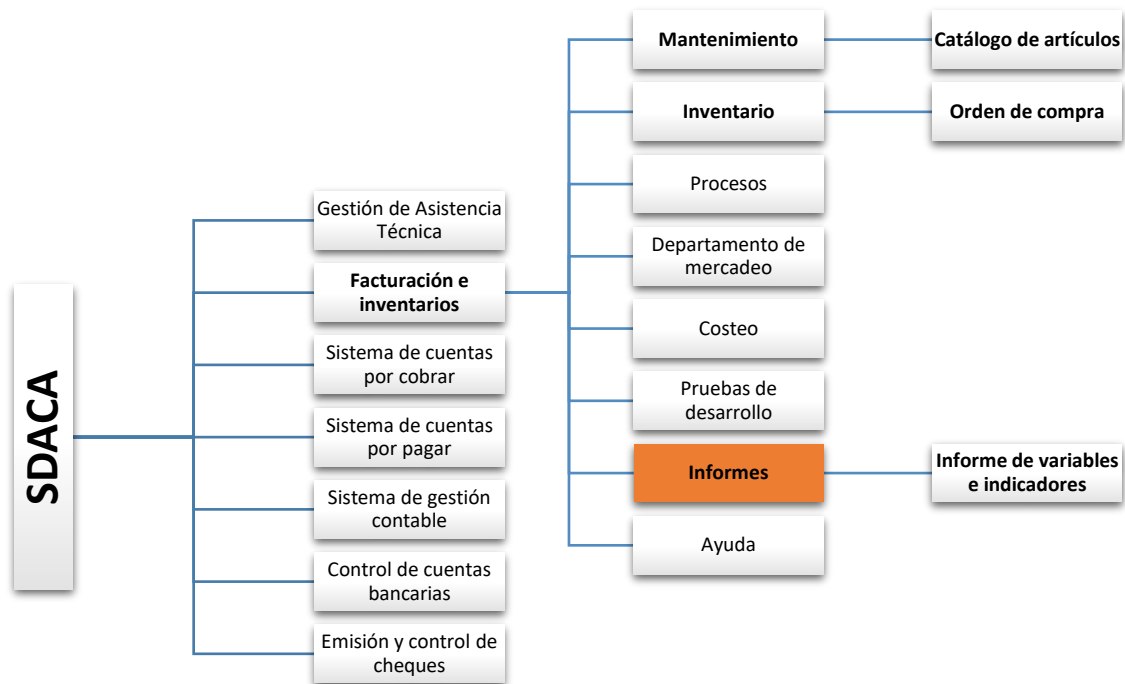 SDACA
Gestión de Asistencia
Técnica
Facturación e
inventarios
Sistema de cuentas
por cobrar
Sistema de cuentas
por pagar
Sistema de gestión
contable
Control de cuentas
bancarias
Emisión y control de
cheques
Mantenimiento
Inventario
Procesos
Departamento de
mercadeo
Costeo
Pruebas de
desarrollo
Informes
Ayuda
Catálogo de artículos
Orden de compra
Informe de variables
e indicadores